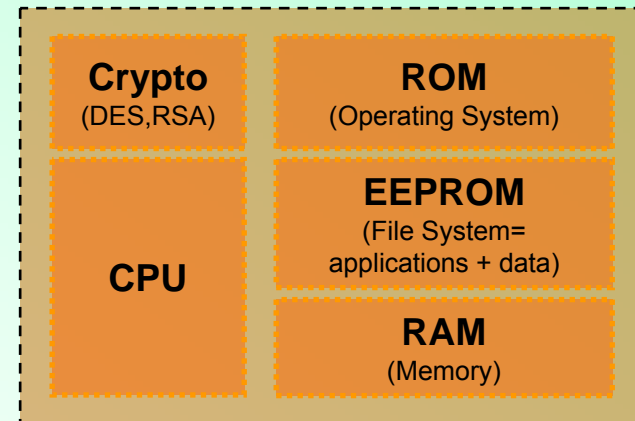 Crypto
(DES,RSA)
CPU
ROM
(Operating System)
EEPROM
(File System=
applications + data)
RAM
(Memory)